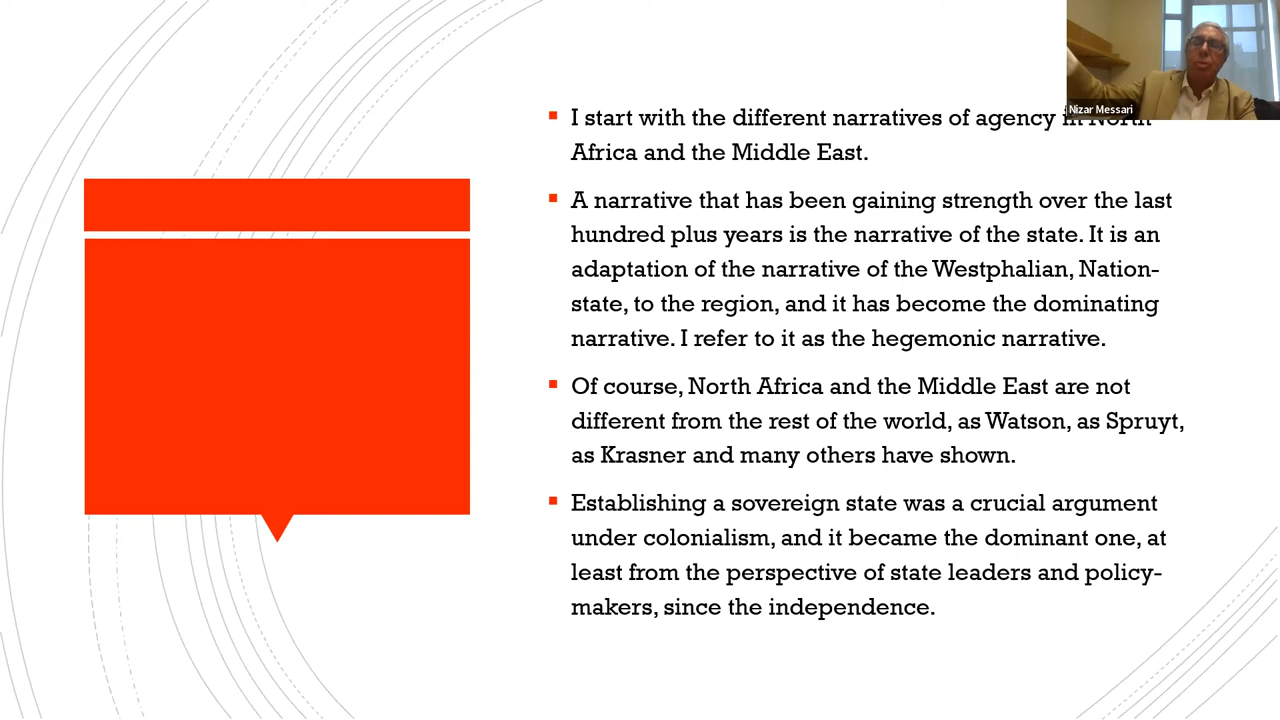 I start with the different narratives of agency in North
Africa and the Middle East.
A narrative that has been gaining strength over the last
hundred plus years is the narrative of the state. It is an
adaptation of the narrative of the Westphalian, Nation-
state, to the region, and it has become the dominating
narrative. I refer to it as the hegemonic narrative.
Of course, North Africa and the Middle East are not
different from the rest of the world, as Watson, as Spruyt,
as Krasner and many others have shown.
Establishing a sovereign state was a crucial argument
under colonialism, and it became the dominant one, at
least from the perspective of state leaders and policy-
makers, since the independence.
Nizar Messari